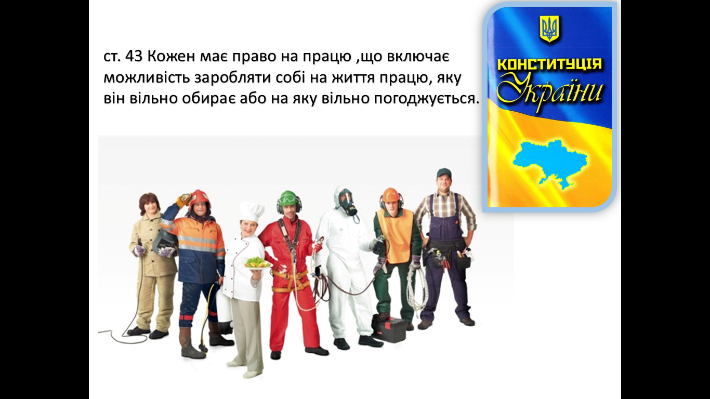 ст. 43 Кожен має право на працю ,що включає
можливість заробляти собі на життя працю, яку
він вільно обирає або на яку вільно погоджується.
КОНСТИТУЦІЯ
України